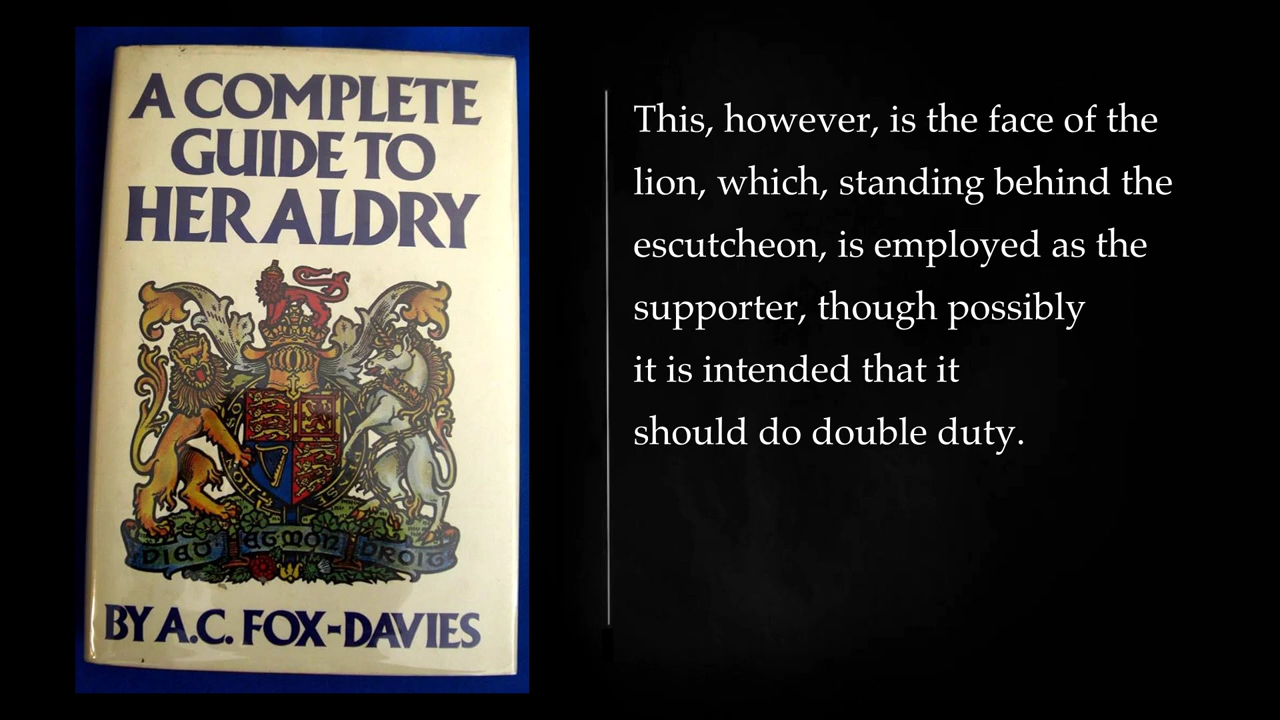 A COMPLETE
GUIDE TO
HERALDRY
DIEU ET MON DROIT
BY A.C. FOX-DAVIES
This, however, is the face of the
lion, which, standing behind the
escutcheon, is employed as the
supporter, though possibly
it is intended that it
should do double duty.